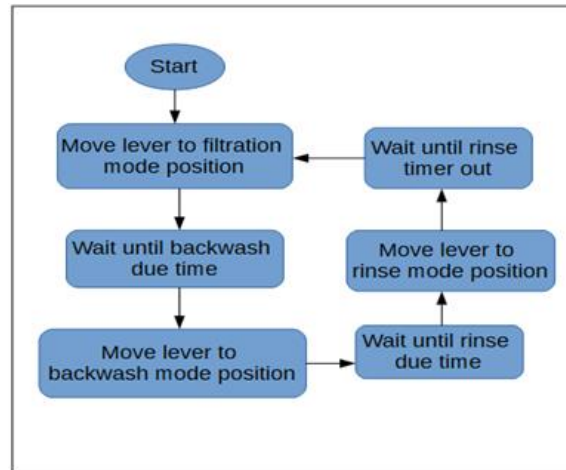 Start
Move lever to filtration
mode position
Wait until backwash
due time
Move lever to
backwash mode position
Wait until rinse
due time
Move lever to
rinse mode position
Wait until rinse
timer out